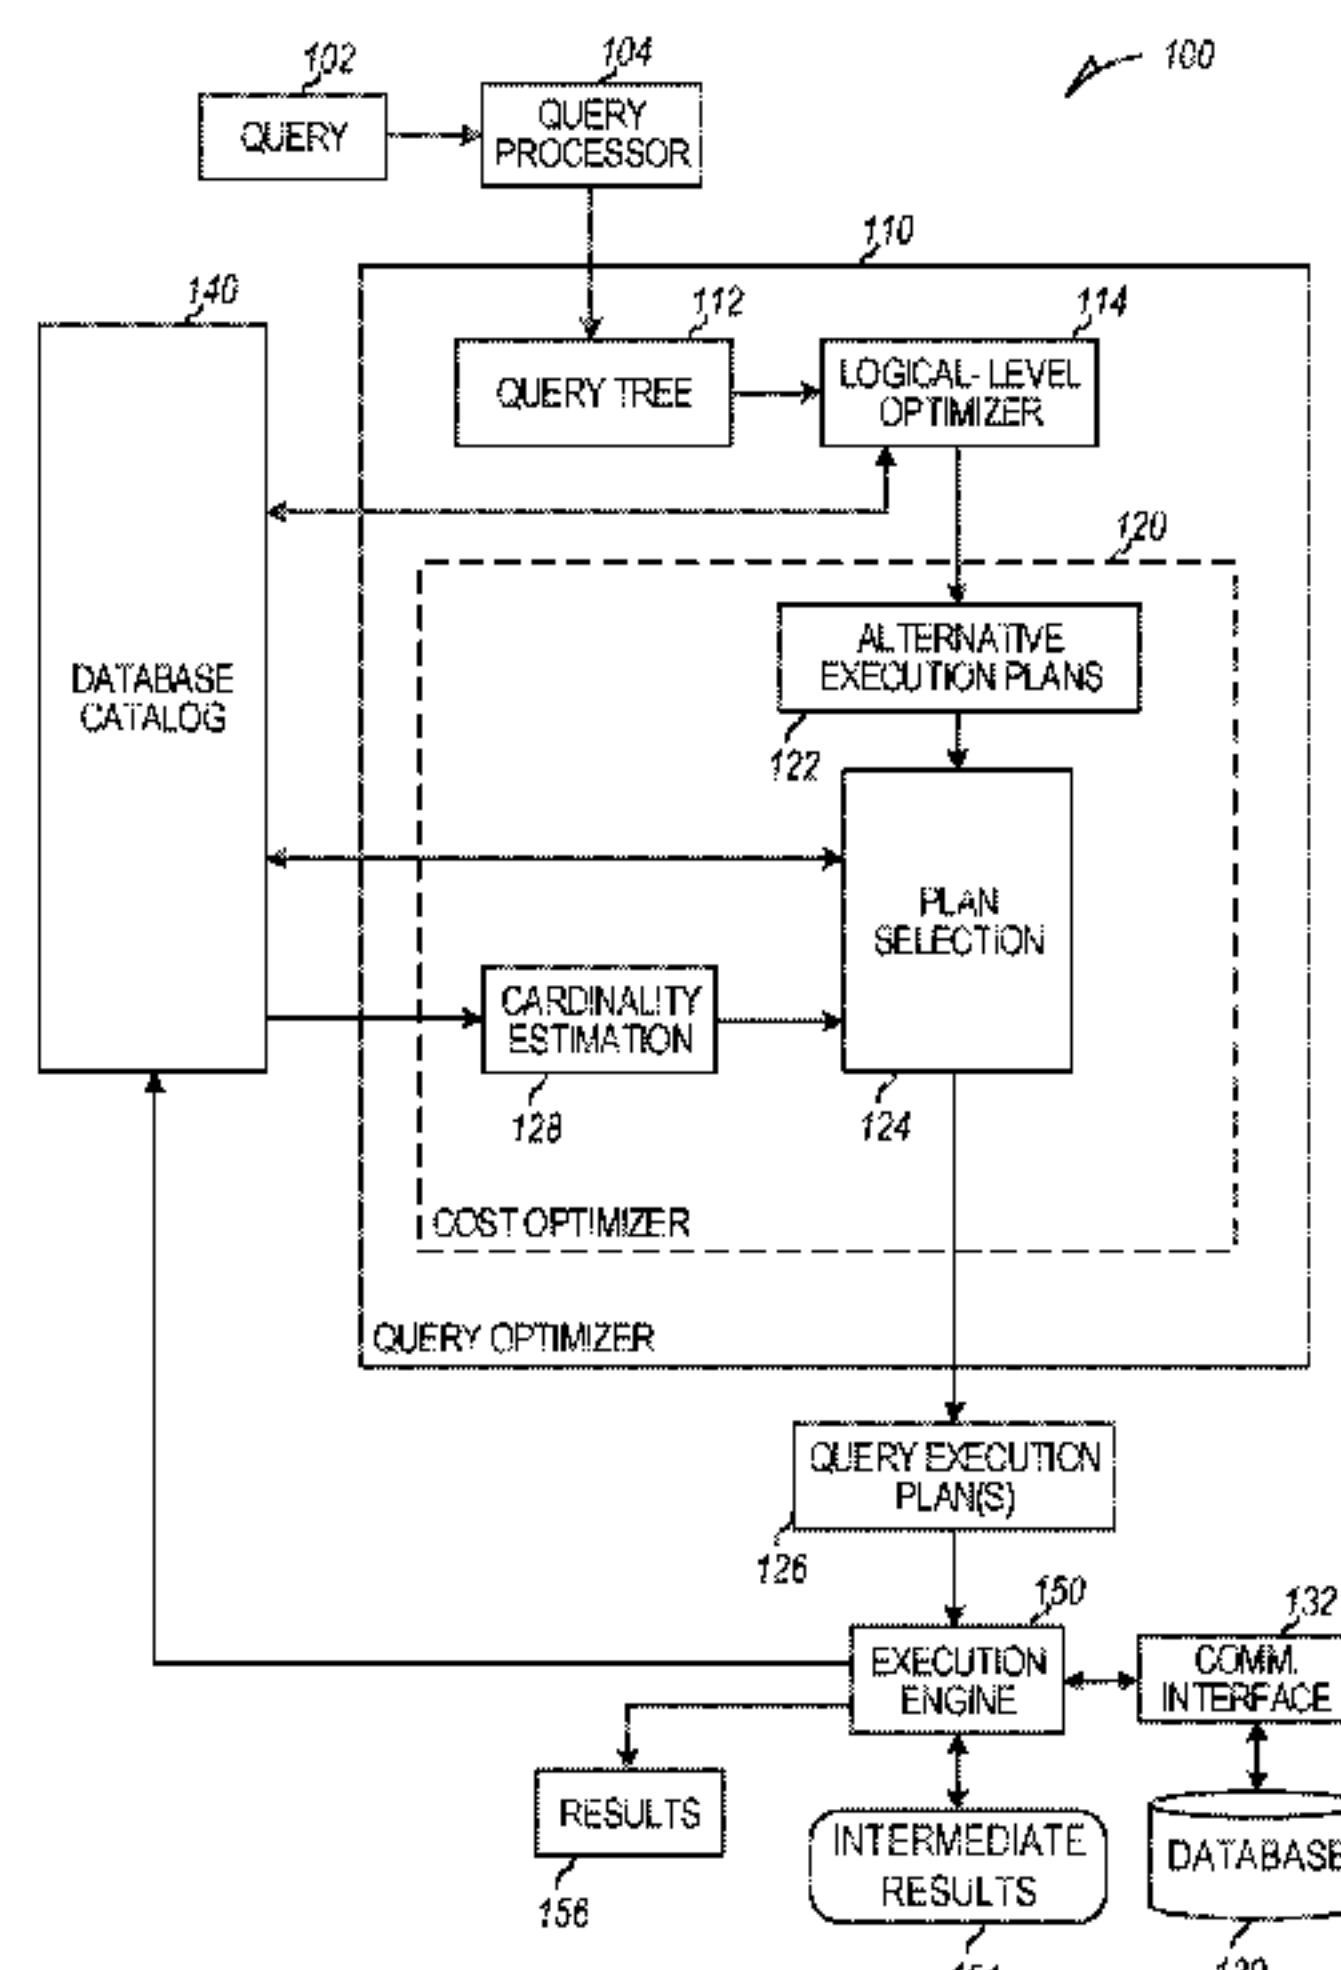 102
104
100
QUERY
QUERY
PROCESSOR
110
140
112
114
QUERY TREE
LOGICAL-LEVEL
OPTIMIZER
120
DATABASE
CATALOG
ALTERNATIVE
EXECUTION PLANS
122
PLAN
SELECTION
CARDINALITY
ESTIMATION
128
124
COST OPTIMIZER
QUERY OPTIMIZER
QUERY EXECUTION
PLAN(S)
126
150
132
EXECUTION
ENGINE
COMM.
INTERFACE
RESULTS
156
INTERMEDIATE
RESULTS
DATABASE